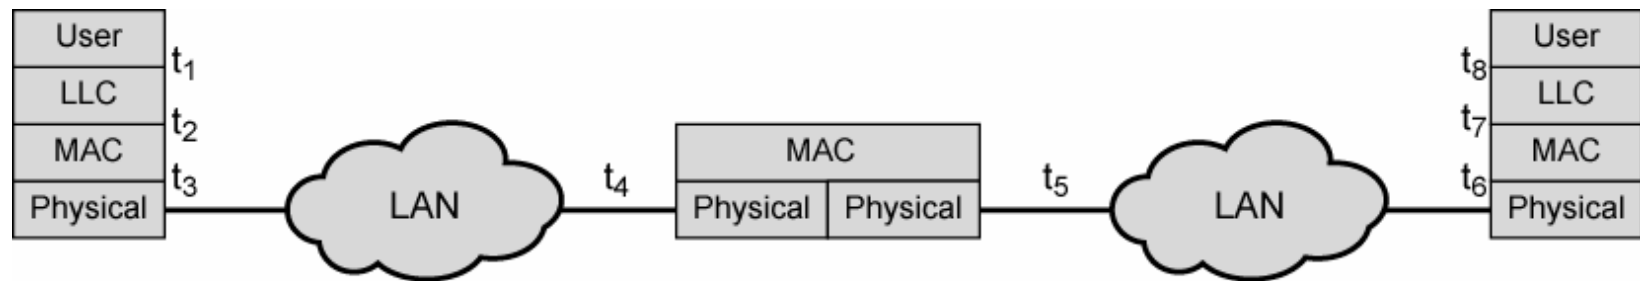 User
t1
LLC
t2
MAC
t3
Physical
LAN
t4
MAC
Physical
Physical
t5
LAN
User
t8
LLC
t7
MAC
t6
Physical